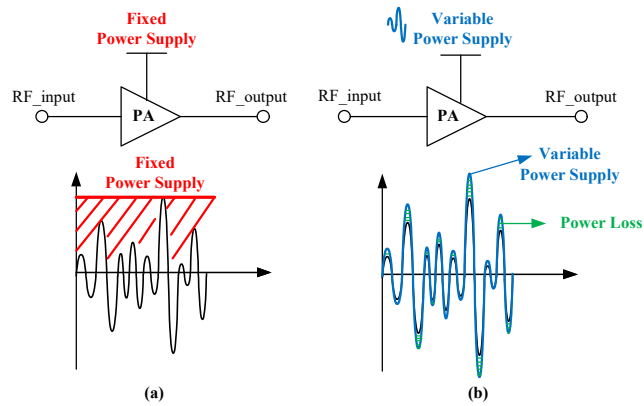 Fixed
Power Supply
RF_input
PA
RF_output
Fixed
Power Supply
(a)
Variable
Power Supply
RF_input
PA
RF_output
Variable
Power Supply
Power Loss
(b)